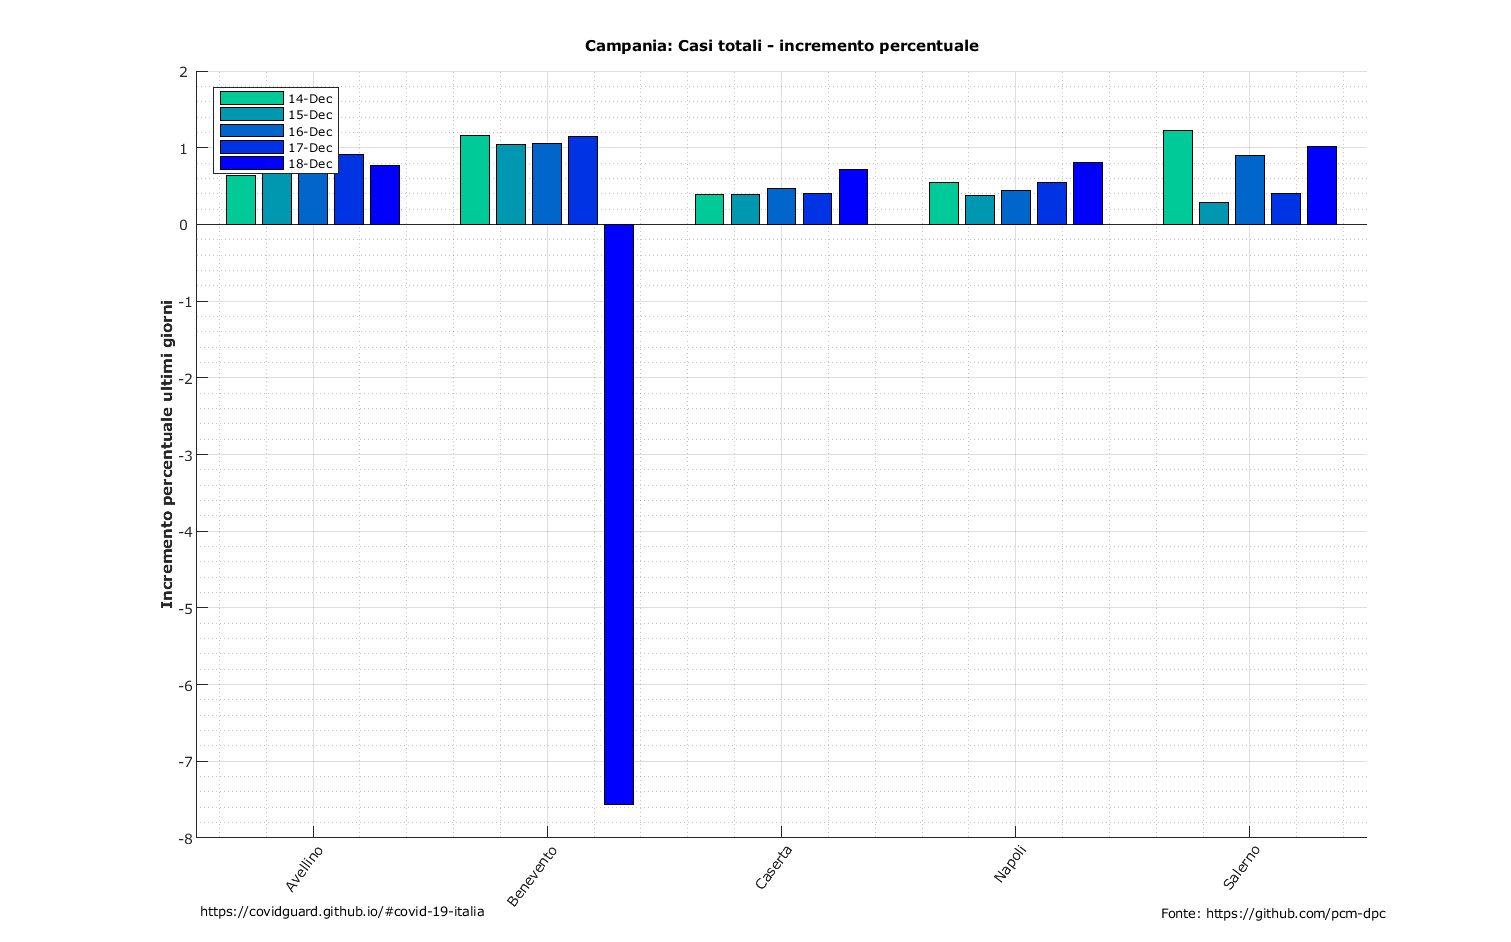 Campania: Casi totali - incremento percentuale
2
1
0
-1
-2
-3
-4
-5
-6
-7
-8
Incremento percentuale ultimi giorni
14-Dec
15-Dec
16-Dec
17-Dec
18-Dec
Avellino
Benevento
Caserta
Napoli
Salerno
https://covidguard.github.io/#covid-19-italia
Fonte: https://github.com/pcm-dpc